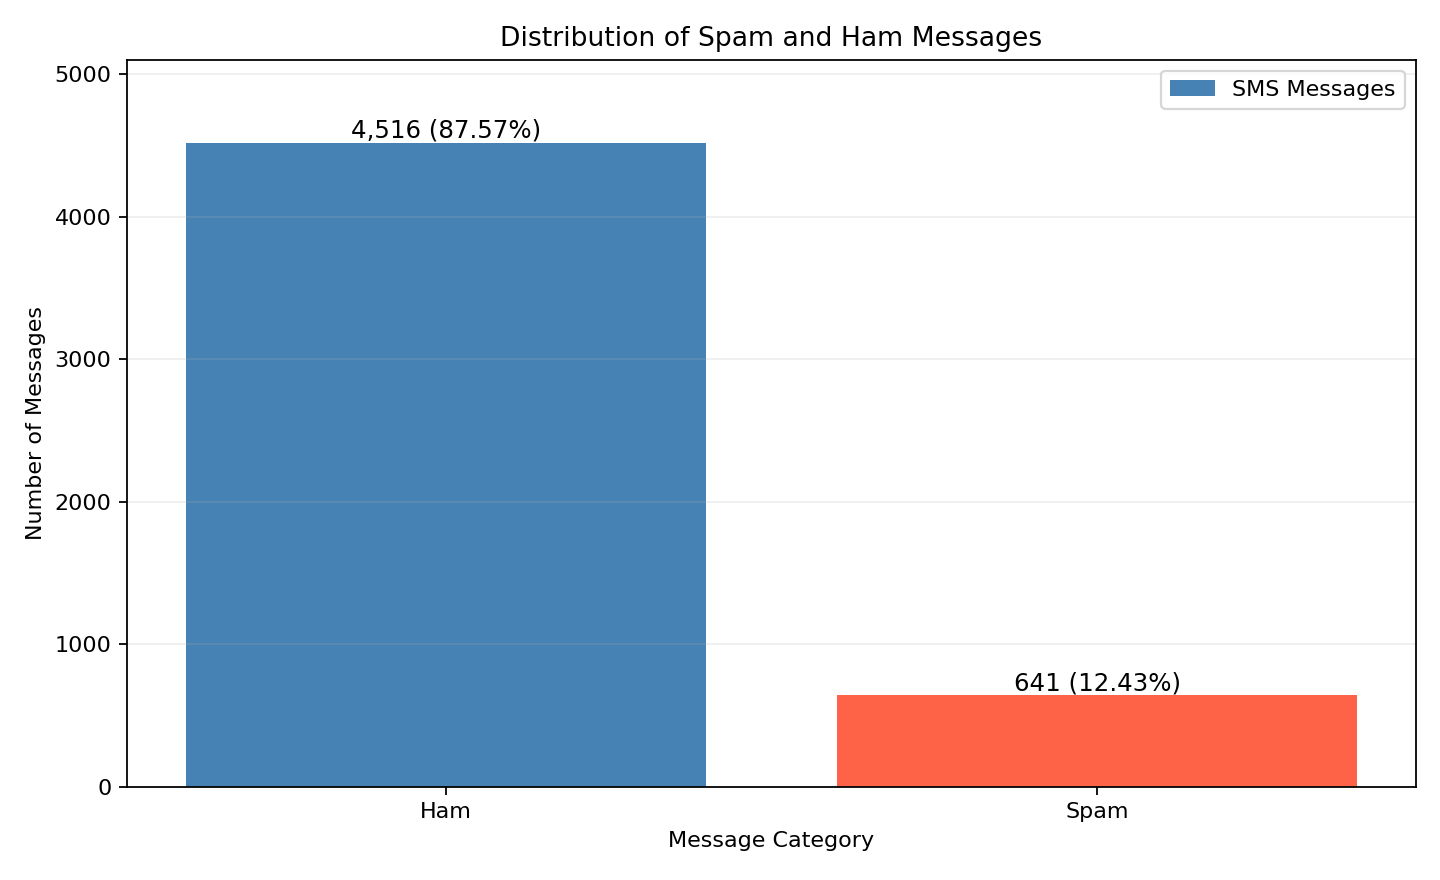 Distribution of Spam and Ham Messages
SMS Messages
5000
4000
3000
2000
1000
0
Number of Messages
4,516 (87.57%)
641 (12.43%)
Ham
Spam
Message Category